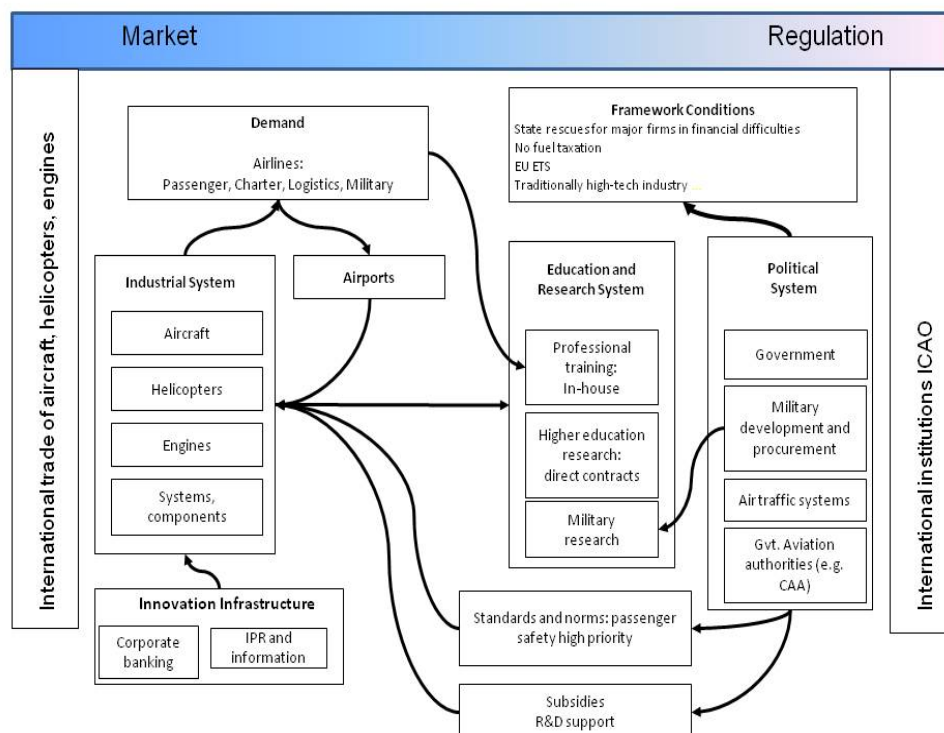 Market
Regulation
International trade of aircraft, helicopters, engines
Demand
Airlines:
Passenger, Charter, Logistics, Military
Framework Conditions
State rescues for major firms in financial difficulties
No fuel taxation
EU ETS
Traditionally high-tech industry ...
Industrial System
Aircraft
Helicopters
Engines
Systems,
components
Airports
Education and
Research System
Professional
training:
In-house
Higher education
research:
direct contracts
Military
research
Political
System
Government
Military
development and
procurement
Air traffic systems
Gvt. Aviation
authorities (e.g.
CAA)
Innovation Infrastructure
Corporate
banking
IPR and
information
Standards and norms: passenger
safety high priority
Subsidies
R&D support
International institutions ICAO